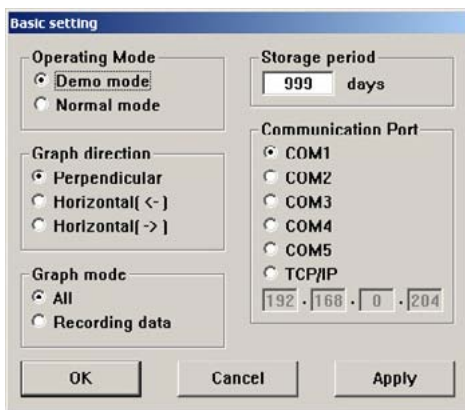 Basic setting
Operating Mode
Demo mode
Normal mode
Graph direction
Perpendicular
Horizontal( <- )
Horizontal( -> )
Graph mode
All
Recording data
Storage period
999 days
Communication Port
COM1
COM2
COM3
COM4
COM5
TCP/IP
192 . 168 . 0 . 204
OK Cancel Apply